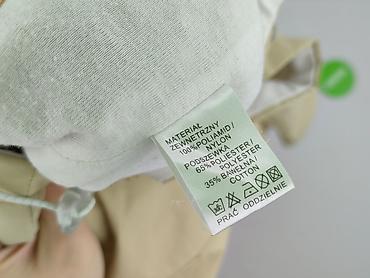 MATERIAŁ
ZEWNĘTRZNY
100% POLIAMID/
NYLON
PODSZEWKA
65% POLIESTER/
POLYESTER
35% BAWEŁNA/
COTTON
PRAĆ ODDZIELNIE